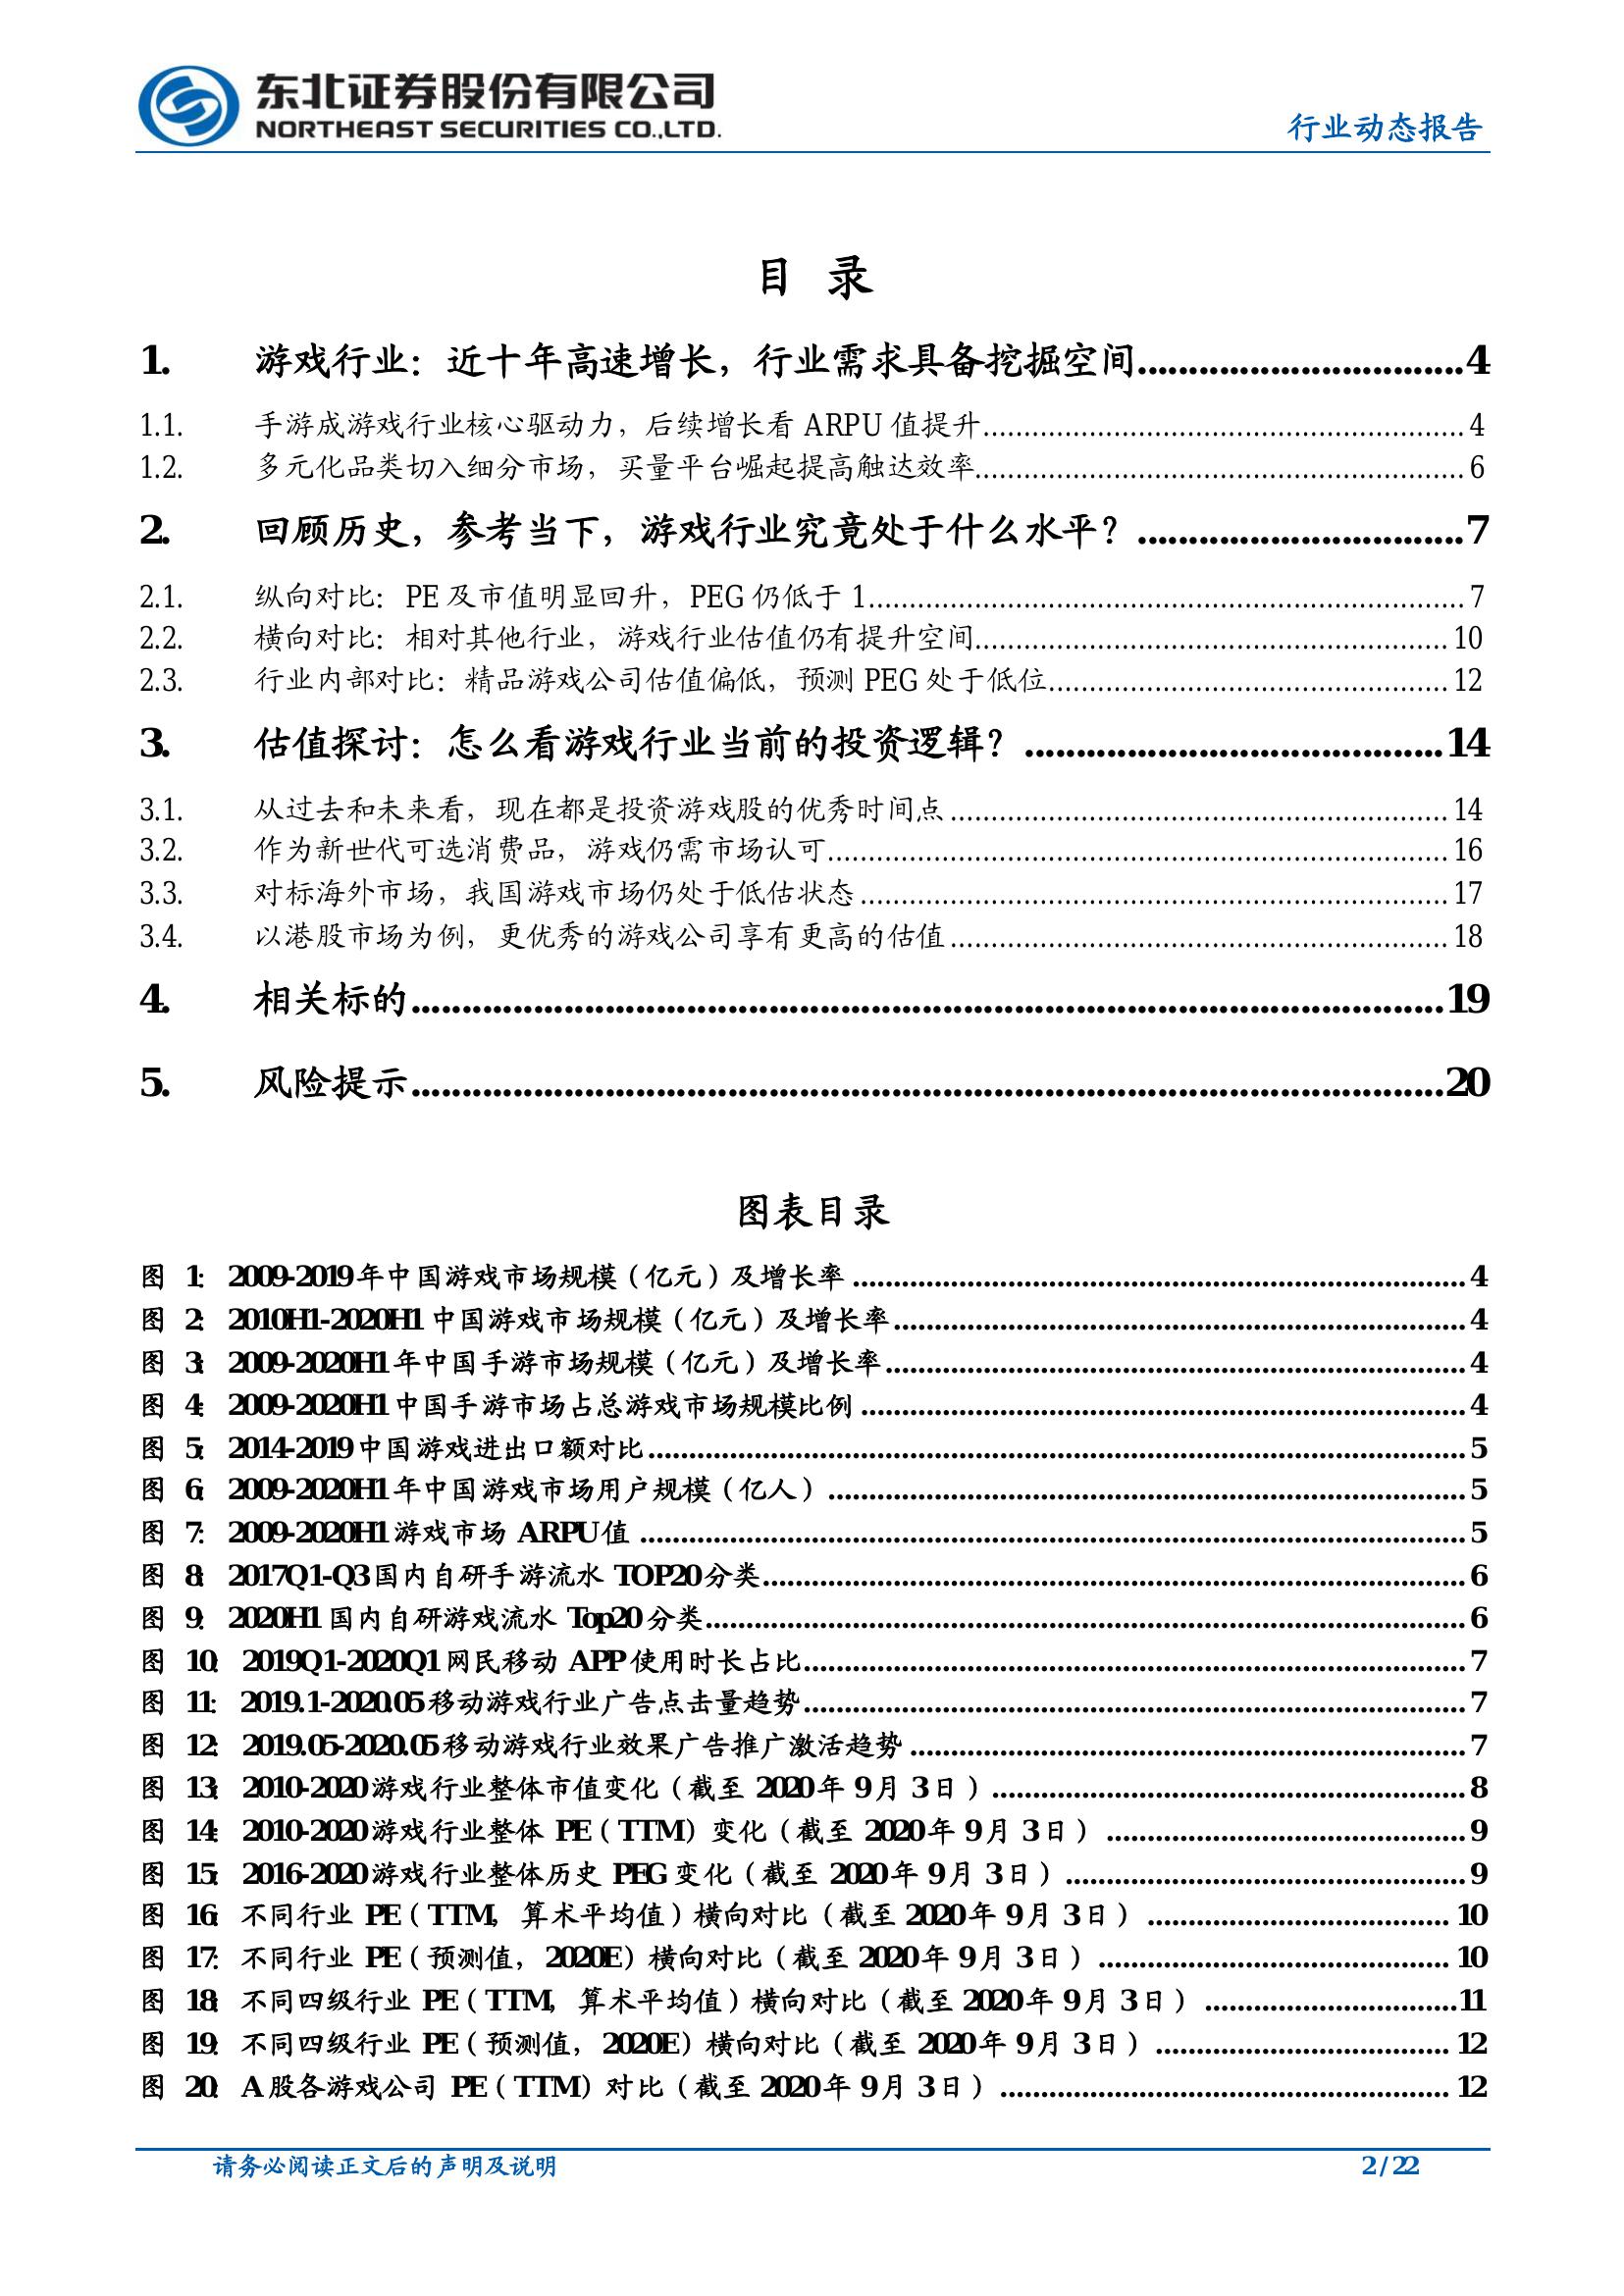 东北证券股份有限公司
NORTHEAST SECURITIES CO.,LTD.
行业动态报告
目 录
1. 游戏行业：近十年高速增长，行业需求具备挖掘空间................................4
1.1. 手游成游戏行业核心驱动力，后续增长看 ARPU 值提升................................4
1.2. 多元化品类切入细分市场，买量平台崛起提高触达效率................................6
2. 回顾历史，参考当下，游戏行业究竟处于什么水平？................................7
2.1. 纵向对比：PE 及市值明显回升，PEG 仍低于 1................................7
2.2. 横向对比：相对其他行业，游戏行业估值仍有提升空间................................10
2.3. 行业内部对比：精品游戏公司估值偏低，预测 PEG 处于低位................................12
3. 估值探讨：怎么看游戏行业当前的投资逻辑？................................14
3.1. 从过去和未来看，现在都是投资游戏股的优秀时间点................................14
3.2. 作为新世代可选消费品，游戏仍需市场认可................................16
3.3. 对标海外市场，我国游戏市场仍处于低估状态................................17
3.4. 以港股市场为例，更优秀的游戏公司享有更高的估值................................18
4. 相关标的................................19
5. 风险提示................................20
图表目录
图 1：2009-2019 年中国游戏市场规模（亿元）及增长率................................4
图 2：2010H1-2020H1 中国游戏市场规模（亿元）及增长率................................4
图 3：2009-2020H1 年中国手游市场规模（亿元）及增长率................................4
图 4：2009-2020H1 中国手游市场占总游戏市场规模比例................................4
图 5：2014-2019 中国游戏进出口额对比................................5
图 6：2009-2020H1 年中国游戏市场用户规模（亿人）................................5
图 7：2009-2020H1 游戏市场 ARPU 值................................5
图 8：2017Q1-Q3 国内自研手游流水 TOP20 分类................................6
图 9：2020H1 国内自研游戏流水 Top20 分类................................6
图 10：2019Q1-2020Q1 网民移动 APP 使用时长占比................................7
图 11：2019.1-2020.05 移动游戏行业广告点击量趋势................................7
图 12：2019.05-2020.05 移动游戏行业效果广告推广激活趋势................................7
图 13：2010-2020 游戏行业整体市值变化（截至 2020 年 9 月 3 日）................................8
图 14：2010-2020 游戏行业整体 PE（TTM）变化（截至 2020 年 9 月 3 日）................................9
图 15：2016-2020 游戏行业整体历史 PEG 变化（截至 2020 年 9 月 3 日）................................9
图 16：不同行业 PE（TTM，算术平均值）横向对比（截至 2020 年 9 月 3 日）................................10
图 17：不同行业 PE（预测值，2020E）横向对比（截至 2020 年 9 月 3 日）................................10
图 18：不同四级行业 PE（TTM，算术平均值）横向对比（截至 2020 年 9 月 3 日）................................11
图 19：不同四级行业 PE（预测值，2020E）横向对比（截至 2020 年 9 月 3 日）................................12
图 20：A 股各游戏公司 PE（TTM）对比（截至 2020 年 9 月 3 日）................................12
请务必阅读正文后的声明及说明
2 / 22